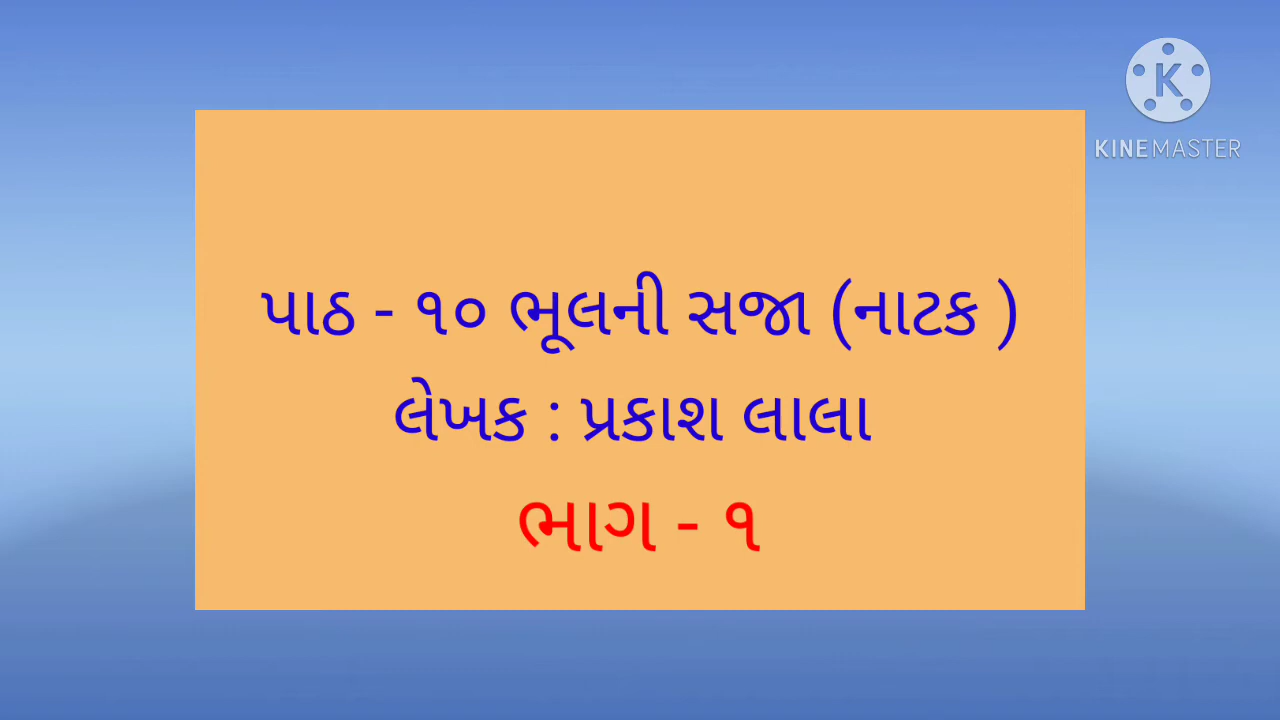 K
KINEMASTER
પાઠ - ૧૦ ભૂલની સજા (નાટક )
લેખક : પ્રકાશ લાલા
ભાગ - ૧